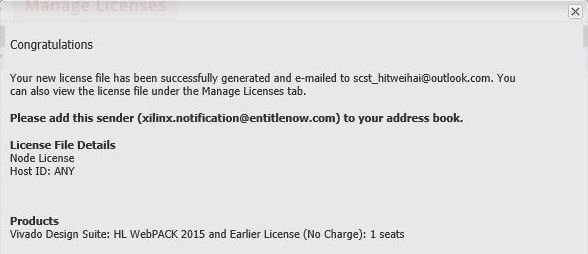 Manage Licenses
Congratulations
Your new license file has been successfully generated and e-mailed to scst_hitweihai@outlook.com. You
can also view the license file under the Manage Licenses tab.
Please add this sender (xilinx.notification@entitlenow.com) to your address book.
License File Details
Node License
Host ID: ANY
Products
Vivado Design Suite: HL WebPACK 2015 and Earlier License (No Charge): 1 seats